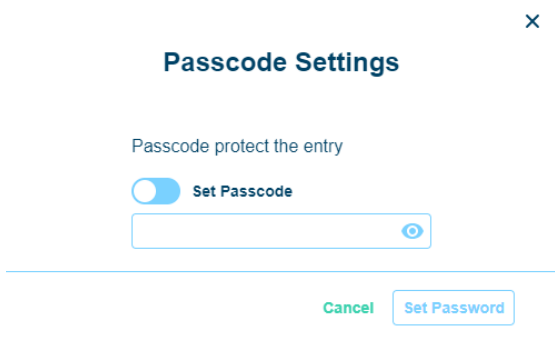 Passcode Settings
Passcode protect the entry
Set Passcode
Cancel
Set Password